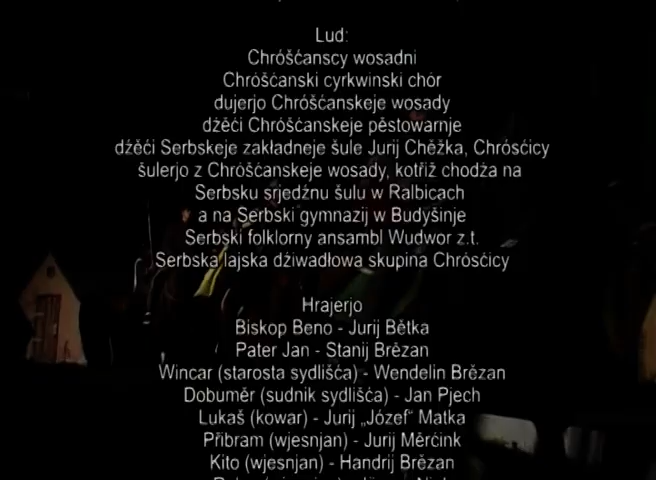 Lud:
Chróšćanscy wosadni
Chróšćanski cyrkwinski chór
dujerjo Chróšćanskeje wosady
dźěći Chróšćanskeje pěstowarnje
dźěći Serbskeje zakładneje šule Jurij Chěžka, Chrósćicy
šulerjo z Chróšćanskeje wosady, kotřiž chodźa na
Serbsku srjedźnu šulu w Ralbicach
a na Serbski gymnazij w Budyšinje
Serbski folklorny ansambl Wudwor z.t.
Serbska lajska dźiwadłowa skupina Chrósćicy
Hrajerjo
Biskop Beno - Jurij Bětka
Pater Jan - Stanij Brězan
Wincar (starosta sydlišća) - Wendelin Brězan
Dobuměr (sudnik sydlišća) - Jan Pjech
Lukaš (kowar) - Jurij „Józef“ Matka
Přibram (wjesnjan) - Jurij Měrćink
Kito (wjesnjan) - Handrij Brězan